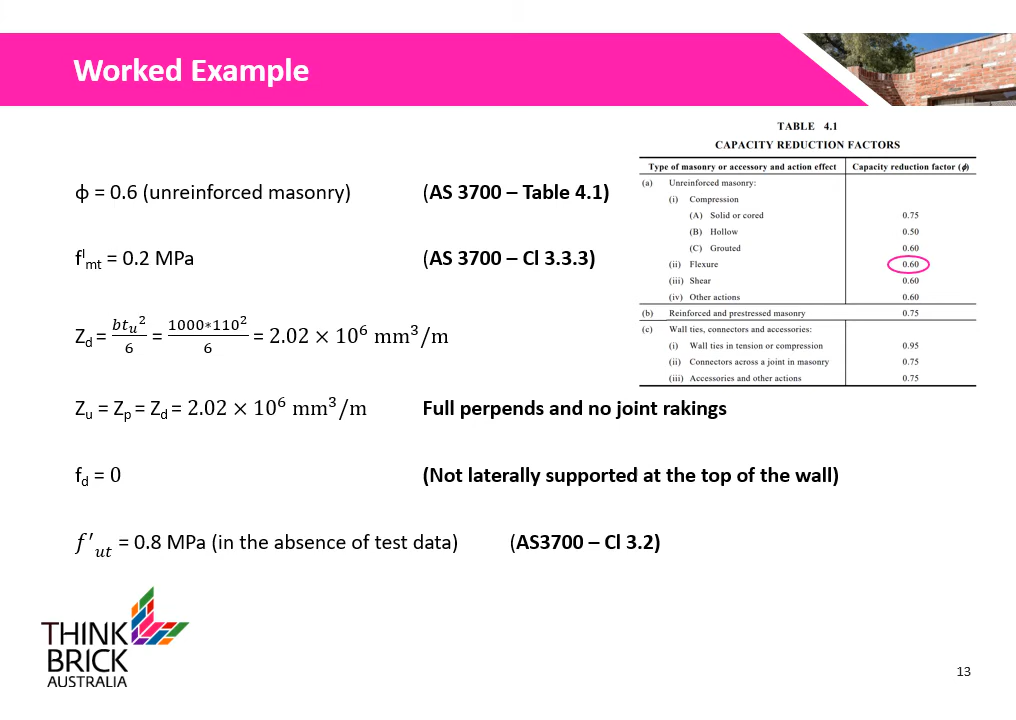 Worked Example
TABLE 4.1
CAPACITY REDUCTION FACTORS
Type of masonry or accessory and action effect Capacity reduction factor (ϕ)
(a) Unreinforced masonry:
(i) Compression
(A) Solid or cored 0.75
(B) Hollow 0.50
(C) Grouted 0.60
(ii) Flexure 0.60
(iii) Shear 0.60
(iv) Other actions 0.60
(b) Reinforced and prestressed masonry 0.75
(c) Wall ties, connectors and accessories:
(i) Wall ties in tension or compression 0.95
(ii) Connectors across a joint in masonry 0.75
(iii) Accessories and other actions 0.75
ϕ = 0.6 (unreinforced masonry) (AS 3700 – Table 4.1)
fˡmt = 0.2 MPa (AS 3700 – Cl 3.3.3)
Zd = btu²/6 = 1000*110²/6 = 2.02 × 10⁶ mm³/m
Zu = Zp = Zd = 2.02 × 10⁶ mm³/m Full perpends and no joint rakings
fd = 0 (Not laterally supported at the top of the wall)
f′ut = 0.8 MPa (in the absence of test data) (AS3700 – Cl 3.2)
THINK
BRICK
AUSTRALIA
13